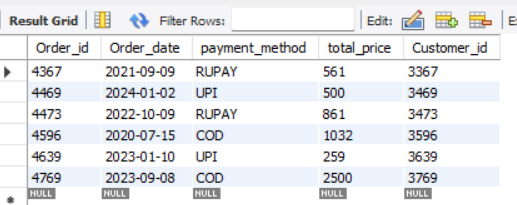 Result Grid Filter Rows: Edit:
Order_id Order_date payment_method total_price Customer_id
4367 2021-09-09 RUPAY 561 3367
4469 2024-01-02 UPI 500 3469
4473 2022-10-09 RUPAY 861 3473
4596 2020-07-15 COD 1032 3596
4639 2023-01-10 UPI 259 3639
4769 2023-09-08 COD 2500 3769
NULL NULL NULL NULL NULL